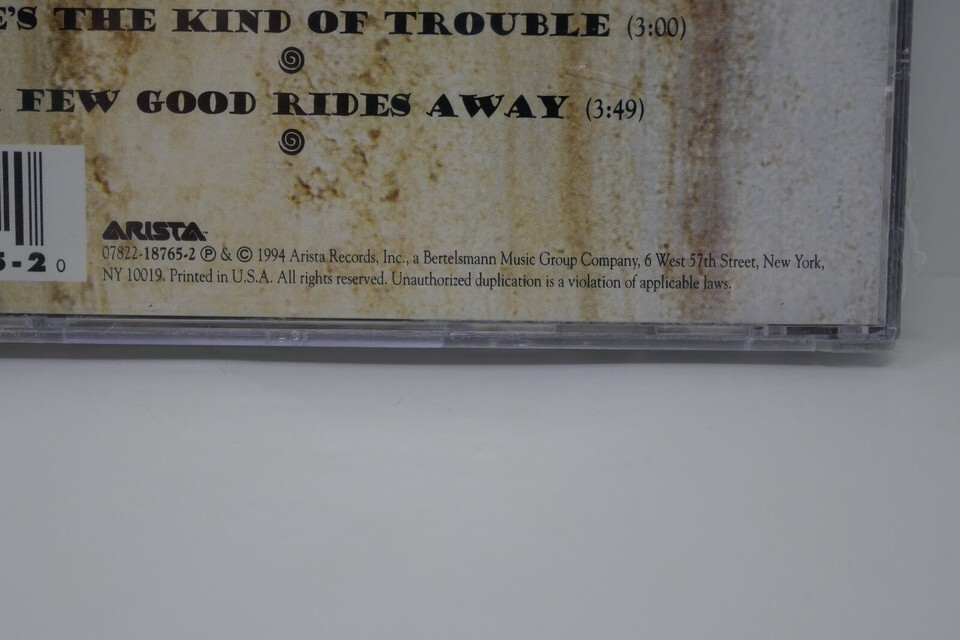 E'S THE KIND OF TROUBLE (3:00)
A FEW GOOD RIDES AWAY (3:49)
5-2 0
ARISTA
07822-18765-2 Ⓟ & © 1994 Arista Records, Inc., a Bertelsmann Music Group Company, 6 West 57th Street, New York,
NY 10019. Printed in U.S.A. All rights reserved. Unauthorized duplication is a violation of applicable laws.